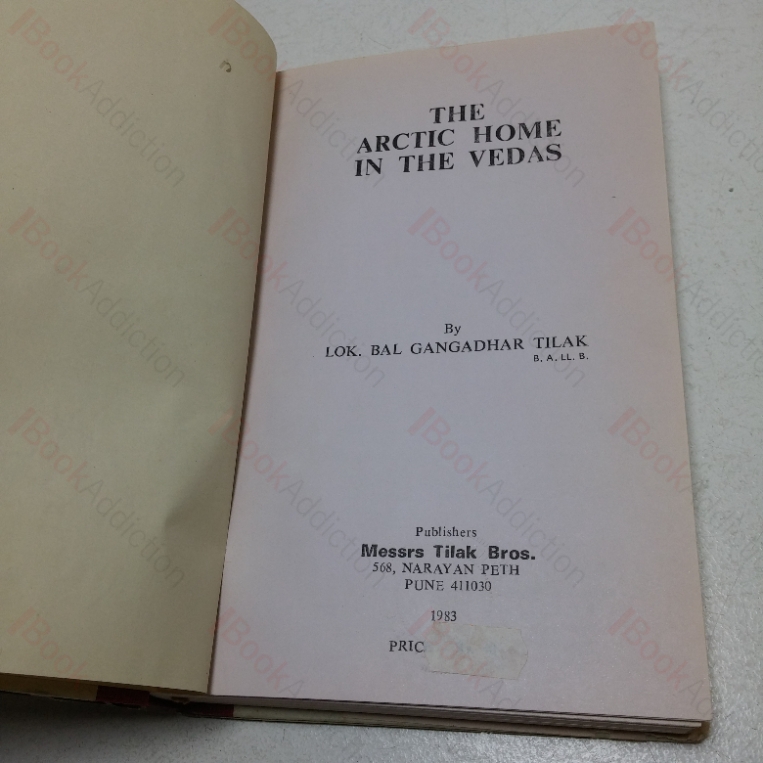 THE
ARCTIC HOME
IN THE VEDAS
By
LOK. BAL GANGADHAR TILAK
B. A. LL. B.
Publishers
Messrs Tilak Bros.
568, NARAYAN PETH
PUNE 411030
1983
PRIC
BookAddiction